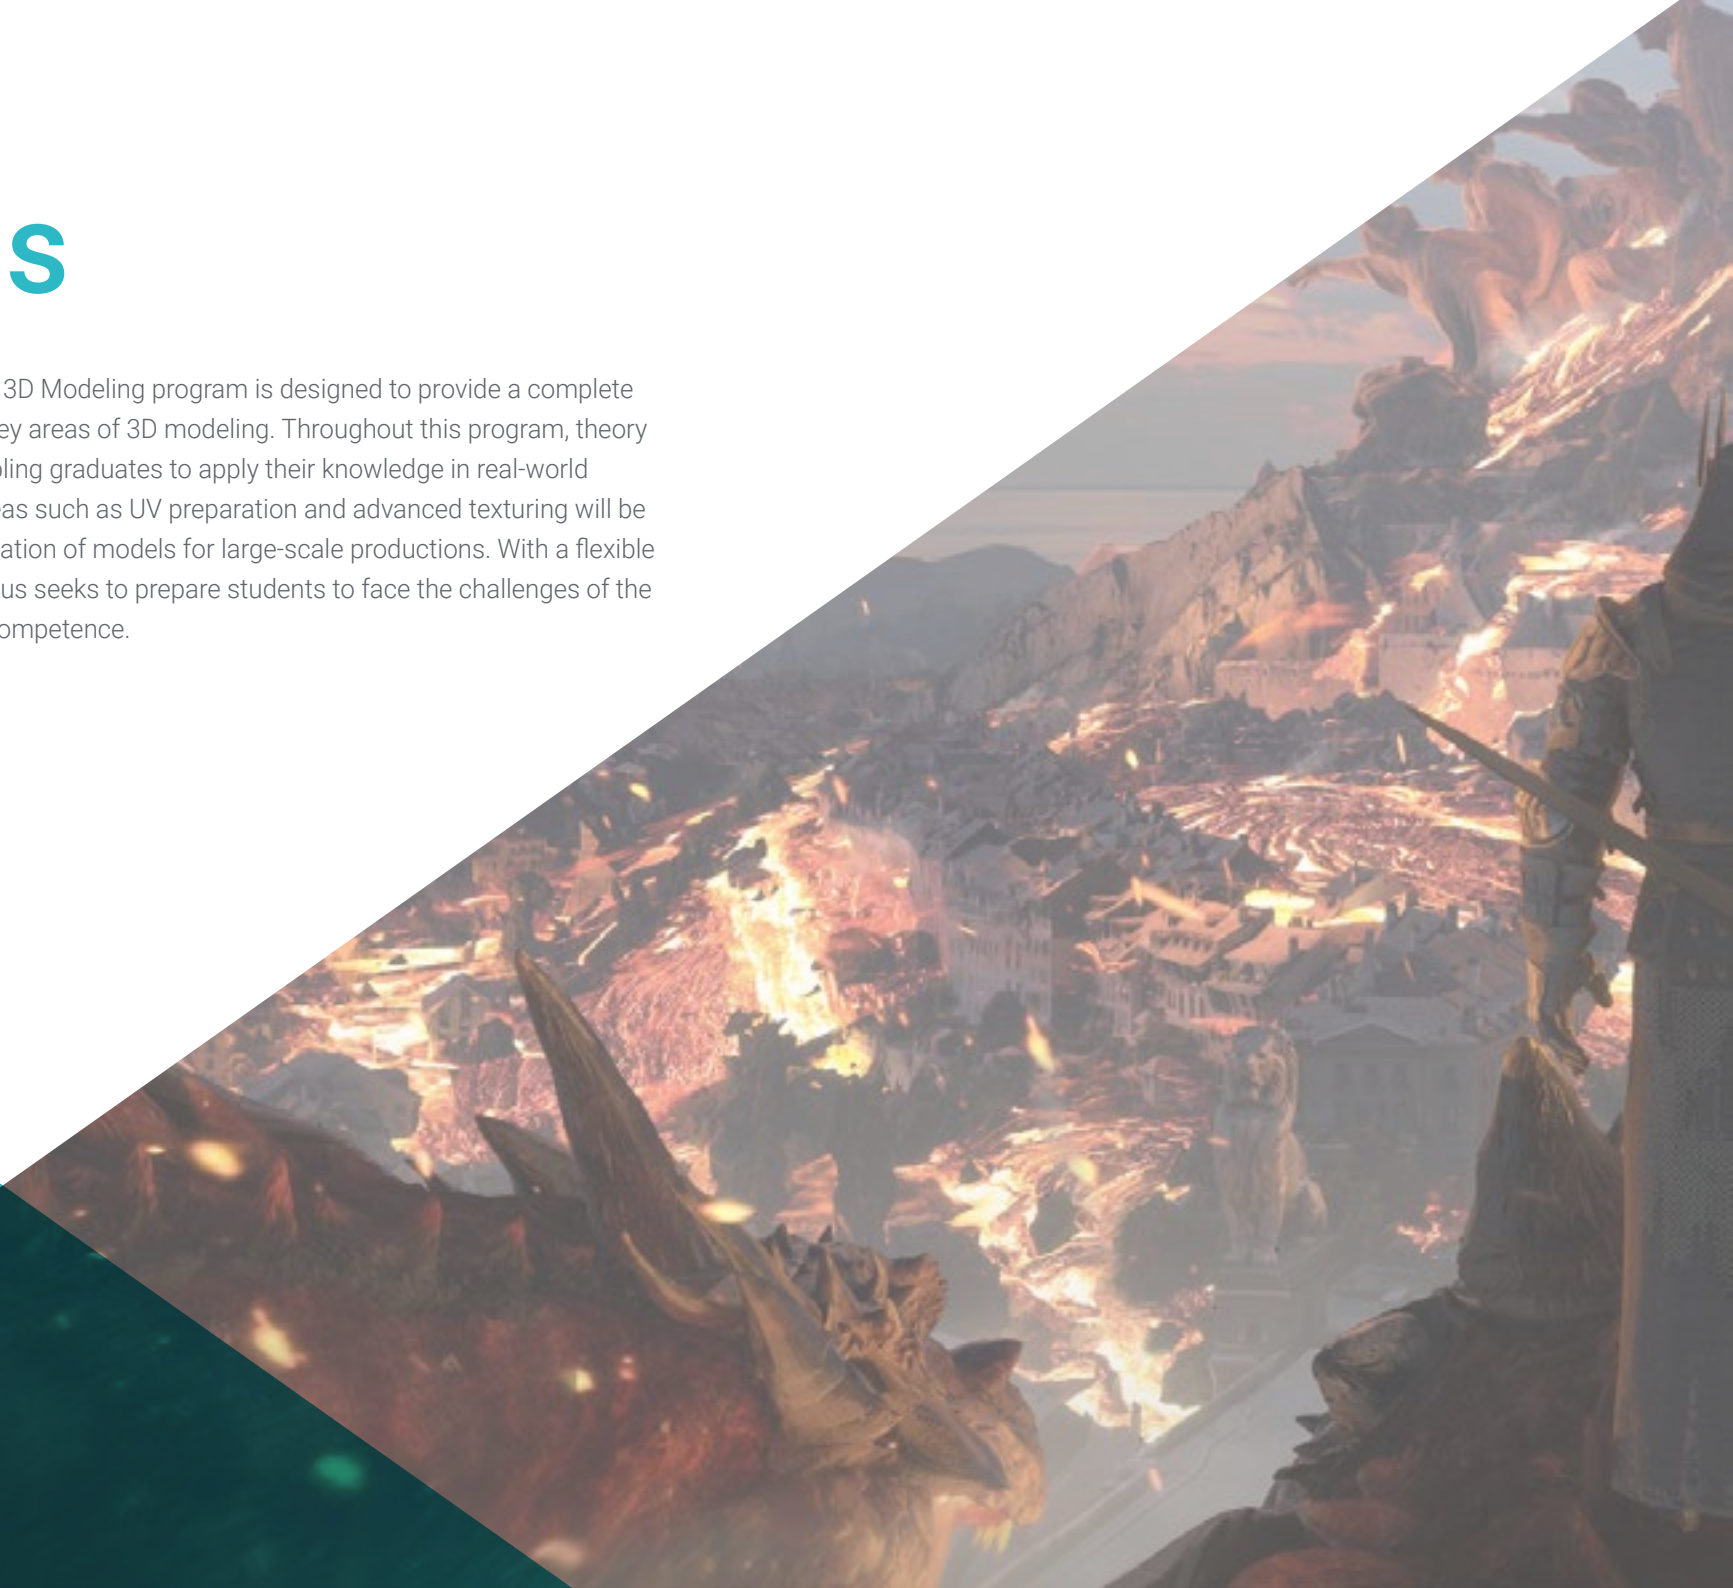 s
3D Modeling program is designed to provide a complete
ey areas of 3D modeling. Throughout this program, theory
ling graduates to apply their knowledge in real-world
as such as UV preparation and advanced texturing will be
ation of models for large-scale productions. With a flexible
us seeks to prepare students to face the challenges of the
ompetence.